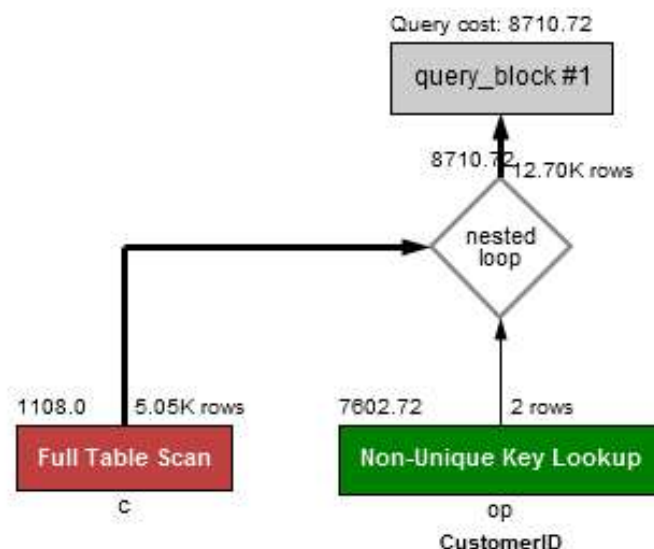 Query cost: 8710.72
query_block #1
8710.72
12.70K rows
nested
loop
1108.0
5.05K rows
7602.72
2 rows
Full Table Scan
Non-Unique Key Lookup
c
op
CustomerID